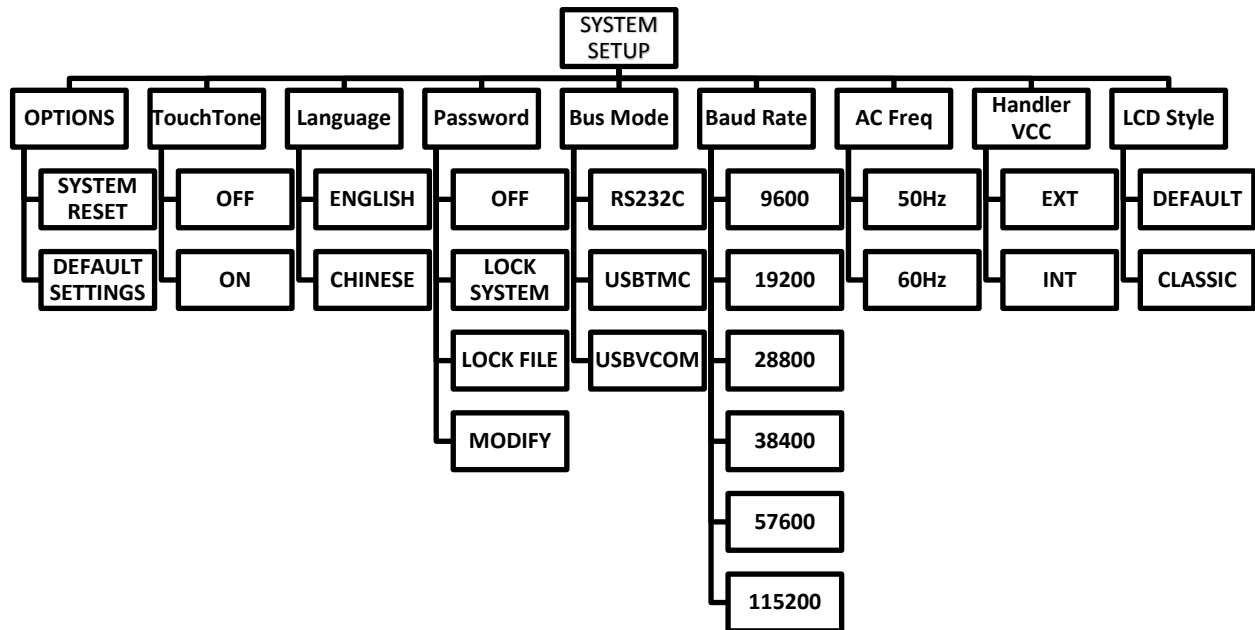 SYSTEM
SETUP
OPTIONS
TouchTone
Language
Password
Bus Mode
Baud Rate
AC Freq
Handler
VCC
LCD Style
SYSTEM
RESET
OFF
ENGLISH
OFF
RS232C
9600
50Hz
EXT
DEFAULT
DEFAULT
SETTINGS
ON
CHINESE
LOCK
SYSTEM
USBTMC
19200
60Hz
INT
CLASSIC
LOCK FILE
USBVCOM
28800
MODIFY
38400
57600
115200